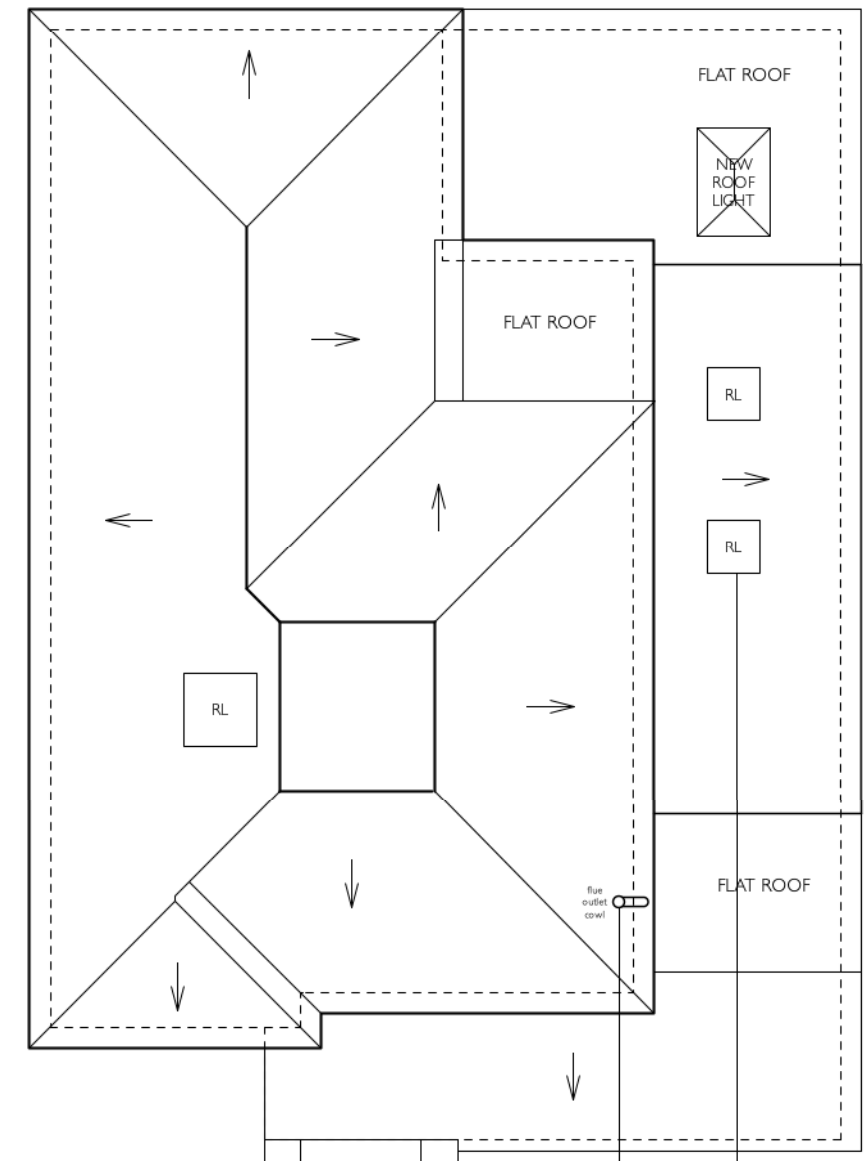 FLAT ROOF
NEW
ROOF
LIGHT
FLAT ROOF
RL
RL
RL
FLAT ROOF
flue
outlet
cowl